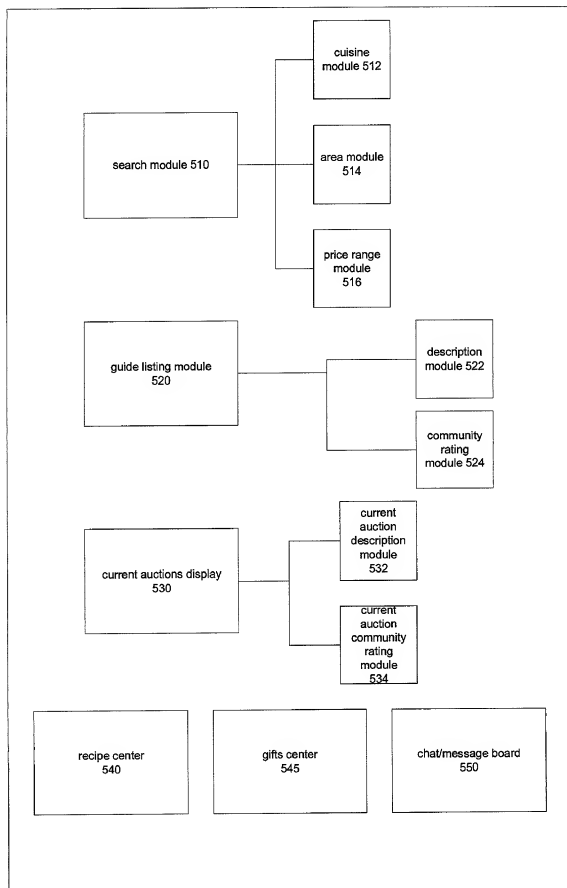 cuisine
module 512
search module 510
area module
514
price range
module
516
guide listing module
520
description
module 522
community
rating
module 524
current auctions display
530
current
auction
description
module
532
current
auction
community
rating
module
534
recipe center
540
gifts center
545
chat/message board
550